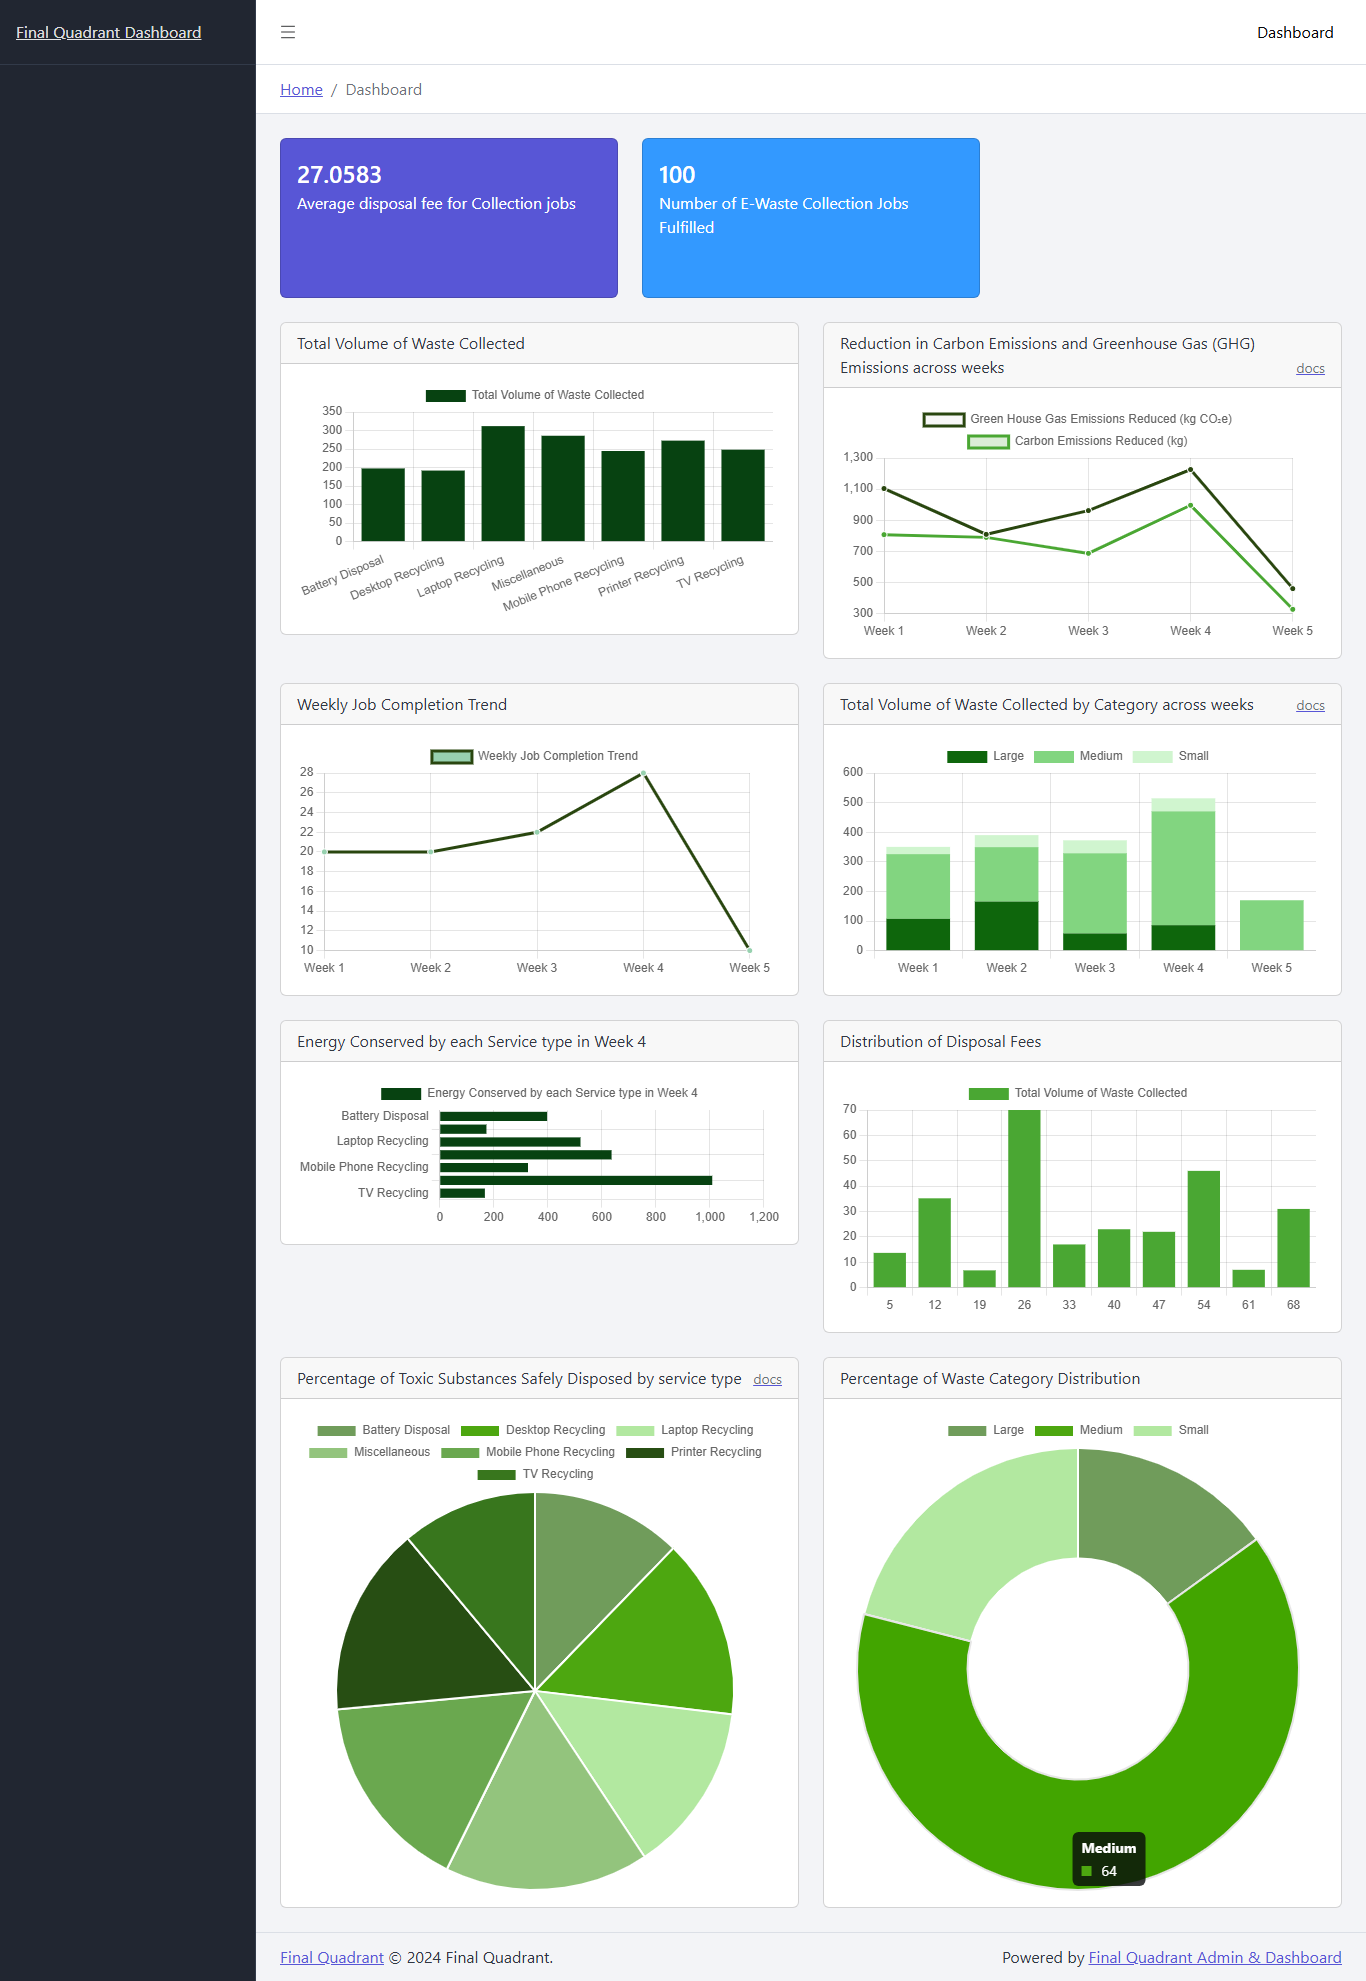 Final Quadrant Dashboard
Dashboard
Home / Dashboard
27.0583
Average disposal fee for Collection jobs
100
Number of E-Waste Collection Jobs
Fulfilled
Total Volume of Waste Collected
Total Volume of Waste Collected
350
300
250
200
150
100
50
0
Battery Disposal
Desktop Recycling
Laptop Recycling
Miscellaneous
Mobile Phone Recycling
Printer Recycling
TV Recycling
Reduction in Carbon Emissions and Greenhouse Gas (GHG)
Emissions across weeks
docs
Green House Gas Emissions Reduced (kg CO₂e)
Carbon Emissions Reduced (kg)
1,300
1,100
900
700
500
300
Week 1
Week 2
Week 3
Week 4
Week 5
Weekly Job Completion Trend
Weekly Job Completion Trend
28
26
24
22
20
18
16
14
12
10
Week 1
Week 2
Week 3
Week 4
Week 5
Total Volume of Waste Collected by Category across weeks
docs
Large
Medium
Small
600
500
400
300
200
100
0
Week 1
Week 2
Week 3
Week 4
Week 5
Energy Conserved by each Service type in Week 4
Energy Conserved by each Service type in Week 4
Battery Disposal
Laptop Recycling
Mobile Phone Recycling
TV Recycling
0
200
400
600
800
1,000
1,200
Distribution of Disposal Fees
Total Volume of Waste Collected
70
60
50
40
30
20
10
0
5
12
19
26
33
40
47
54
61
68
Percentage of Toxic Substances Safely Disposed by service type
docs
Battery Disposal
Desktop Recycling
Laptop Recycling
Miscellaneous
Mobile Phone Recycling
Printer Recycling
TV Recycling
Percentage of Waste Category Distribution
Large
Medium
Small
Medium
64
Final Quadrant © 2024 Final Quadrant.
Powered by Final Quadrant Admin & Dashboard